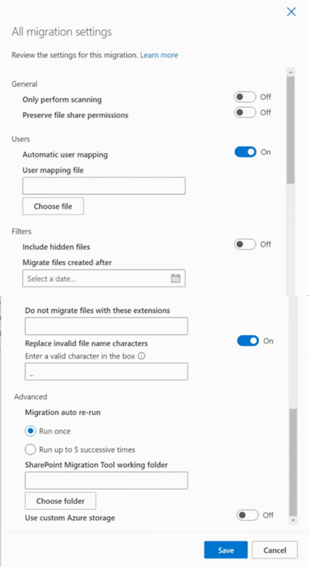 All migration settings
Review the settings for this migration. Learn more
General
Only perform scanning Off
Preserve file share permissions Off
Users
Automatic user mapping On
User mapping file
Choose file
Filters
Include hidden files Off
Migrate files created after
Select a date...
Do not migrate files with these extensions
Replace invalid file name characters On
Enter a valid character in the box
_
Advanced
Migration auto re-run
Run once
Run up to 5 successive times
SharePoint Migration Tool working folder
Choose folder
Use custom Azure storage Off
Save Cancel